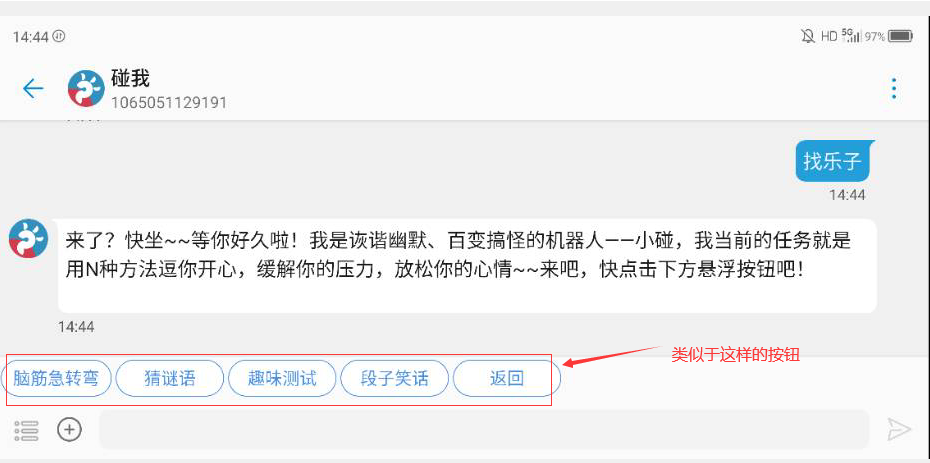 14:44
HD 5G 97%
碰我
1065051129191
找乐子
14:44
来了？快坐~~等你好久啦！我是诙谐幽默、百变搞怪的机器人——小碰，我当前的任务就是
用N种方法逗你开心，缓解你的压力，放松你的心情~~来吧，快点击下方悬浮按钮吧！
14:44
类似于这样的按钮
脑筋急转弯 猜谜语 趣味测试 段子笑话 返回